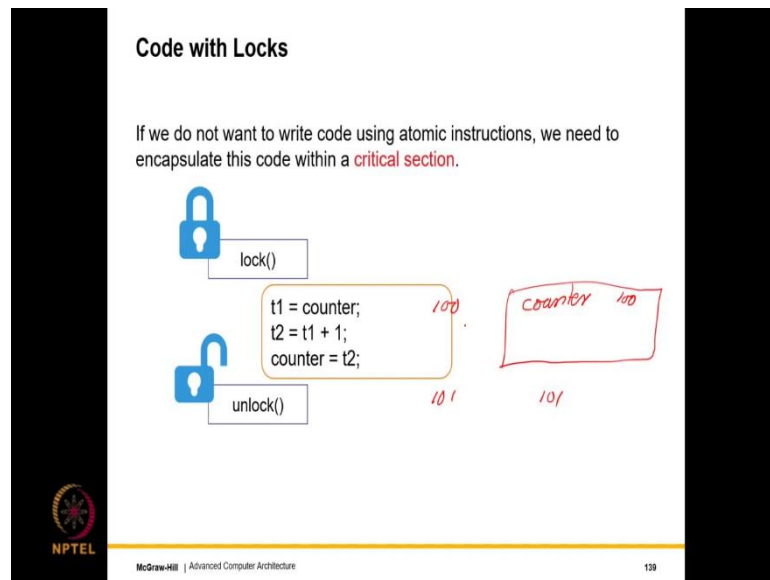 Code with Locks
If we do not want to write code using atomic instructions, we need to
encapsulate this code within a critical section.
lock()
t1 = counter;
t2 = t1 + 1;
counter = t2;
unlock()
100
101
counter 100
101
NPTEL
McGraw-Hill | Advanced Computer Architecture
139